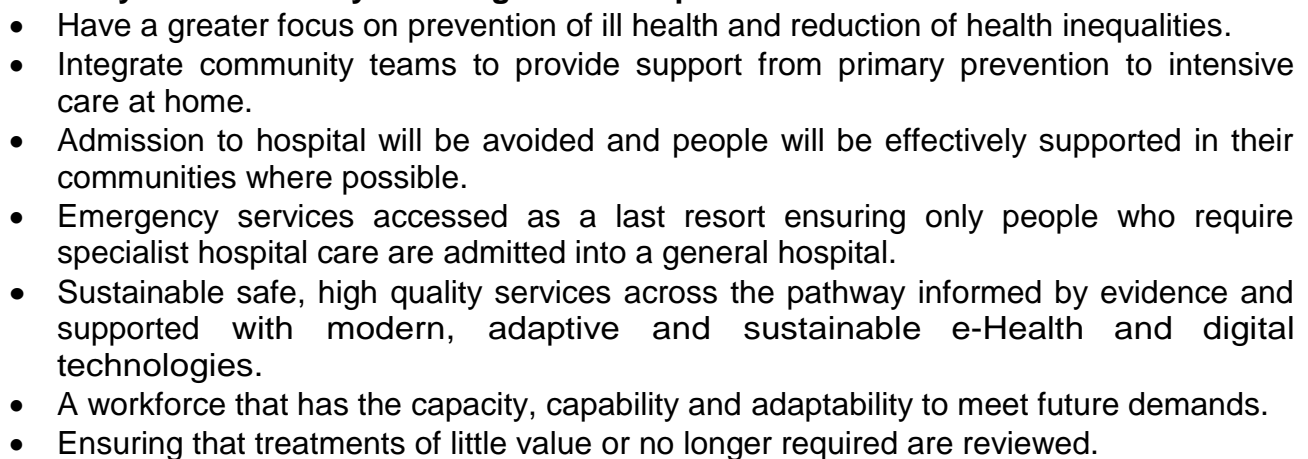 • Have a greater focus on prevention of ill health and reduction of health inequalities.
• Integrate community teams to provide support from primary prevention to intensive
care at home.
• Admission to hospital will be avoided and people will be effectively supported in their
communities where possible.
• Emergency services accessed as a last resort ensuring only people who require
specialist hospital care are admitted into a general hospital.
• Sustainable safe, high quality services across the pathway informed by evidence and
supported with modern, adaptive and sustainable e-Health and digital
technologies.
• A workforce that has the capacity, capability and adaptability to meet future demands.
• Ensuring that treatments of little value or no longer required are reviewed.